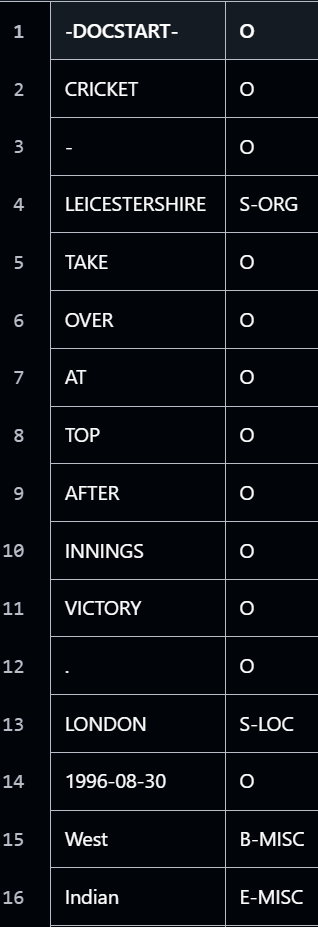 1 -DOCSTART- O
2 CRICKET O
3 - O
4 LEICESTERSHIRE S-ORG
5 TAKE O
6 OVER O
7 AT O
8 TOP O
9 AFTER O
10 INNINGS O
11 VICTORY O
12 . O
13 LONDON S-LOC
14 1996-08-30 O
15 West B-MISC
16 Indian E-MISC